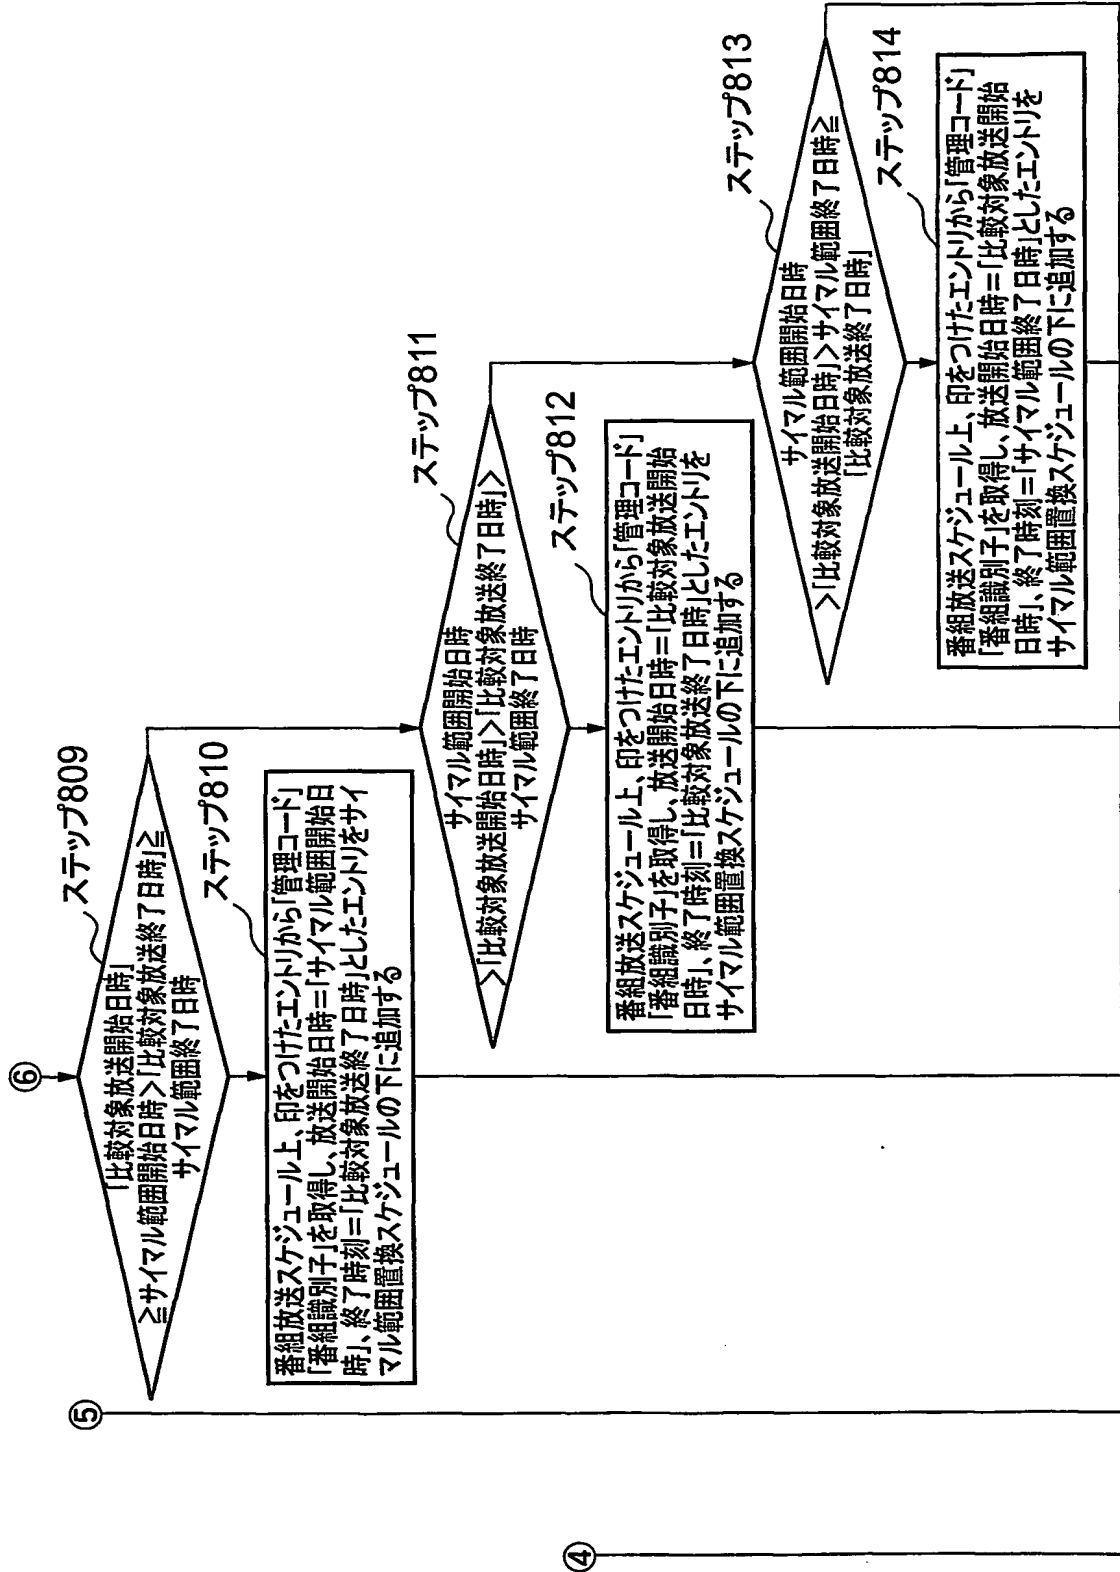 ⑥
ステップ809
「比較対象放送開始日時」
≧サイマル範囲開始日時>「比較対象放送終了日時」≧
サイマル範囲終了日時
ステップ810
番組放送スケジュール上、印をつけたエントリから「管理コード」
「番組識別子」を取得し、放送開始日時=「サイマル範囲開始日
時」、終了時刻=「比較対象放送終了日時」としたエントリをサイ
マル範囲置換スケジュールの下に追加する
ステップ811
サイマル範囲開始日時
>「比較対象放送開始日時」>「比較対象放送終了日時」>
サイマル範囲終了日時
ステップ812
番組放送スケジュール上、印をつけたエントリから「管理コード」
「番組識別子」を取得し、放送開始日時=「比較対象放送開始
日時」、終了時刻=「比較対象放送終了日時」としたエントリを
サイマル範囲置換スケジュールの下に追加する
ステップ813
サイマル範囲開始日時
>「比較対象放送開始日時」>サイマル範囲終了日時≧
「比較対象放送終了日時」
ステップ814
番組放送スケジュール上、印をつけたエントリから「管理コード」
「番組識別子」を取得し、放送開始日時=「比較対象放送開始
日時」、終了時刻=「サイマル範囲終了日時」としたエントリを
サイマル範囲置換スケジュールの下に追加する
⑤
④